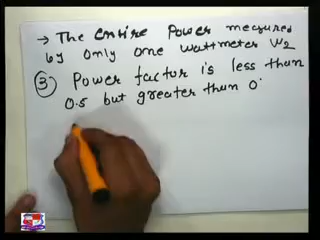 → The entire Power measured
by only one wattmeter W2
③ Power factor is less than
0.5 but greater than 0